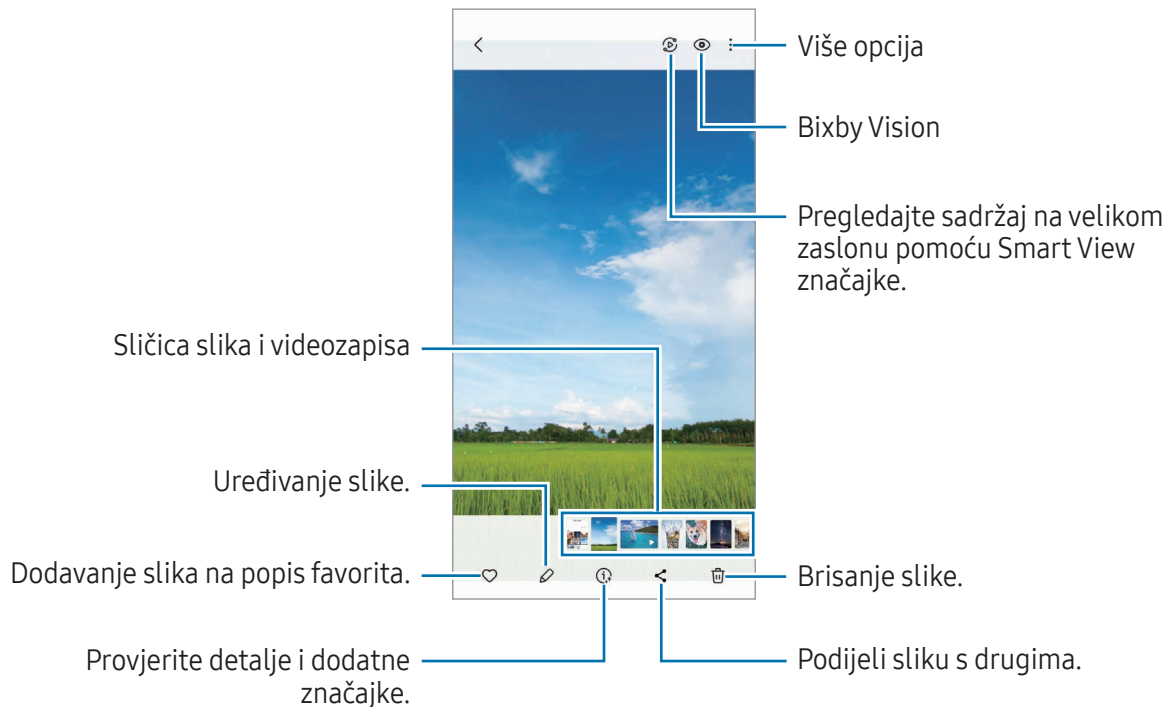 Više opcija
Bixby Vision
Pregledajte sadržaj na velikom
zaslonu pomoću Smart View
značajke.
Sličica slika i videozapisa
Uređivanje slike.
Dodavanje slika na popis favorita.
Brisanje slike.
Provjerite detalje i dodatne
značajke.
Podijeli sliku s drugima.